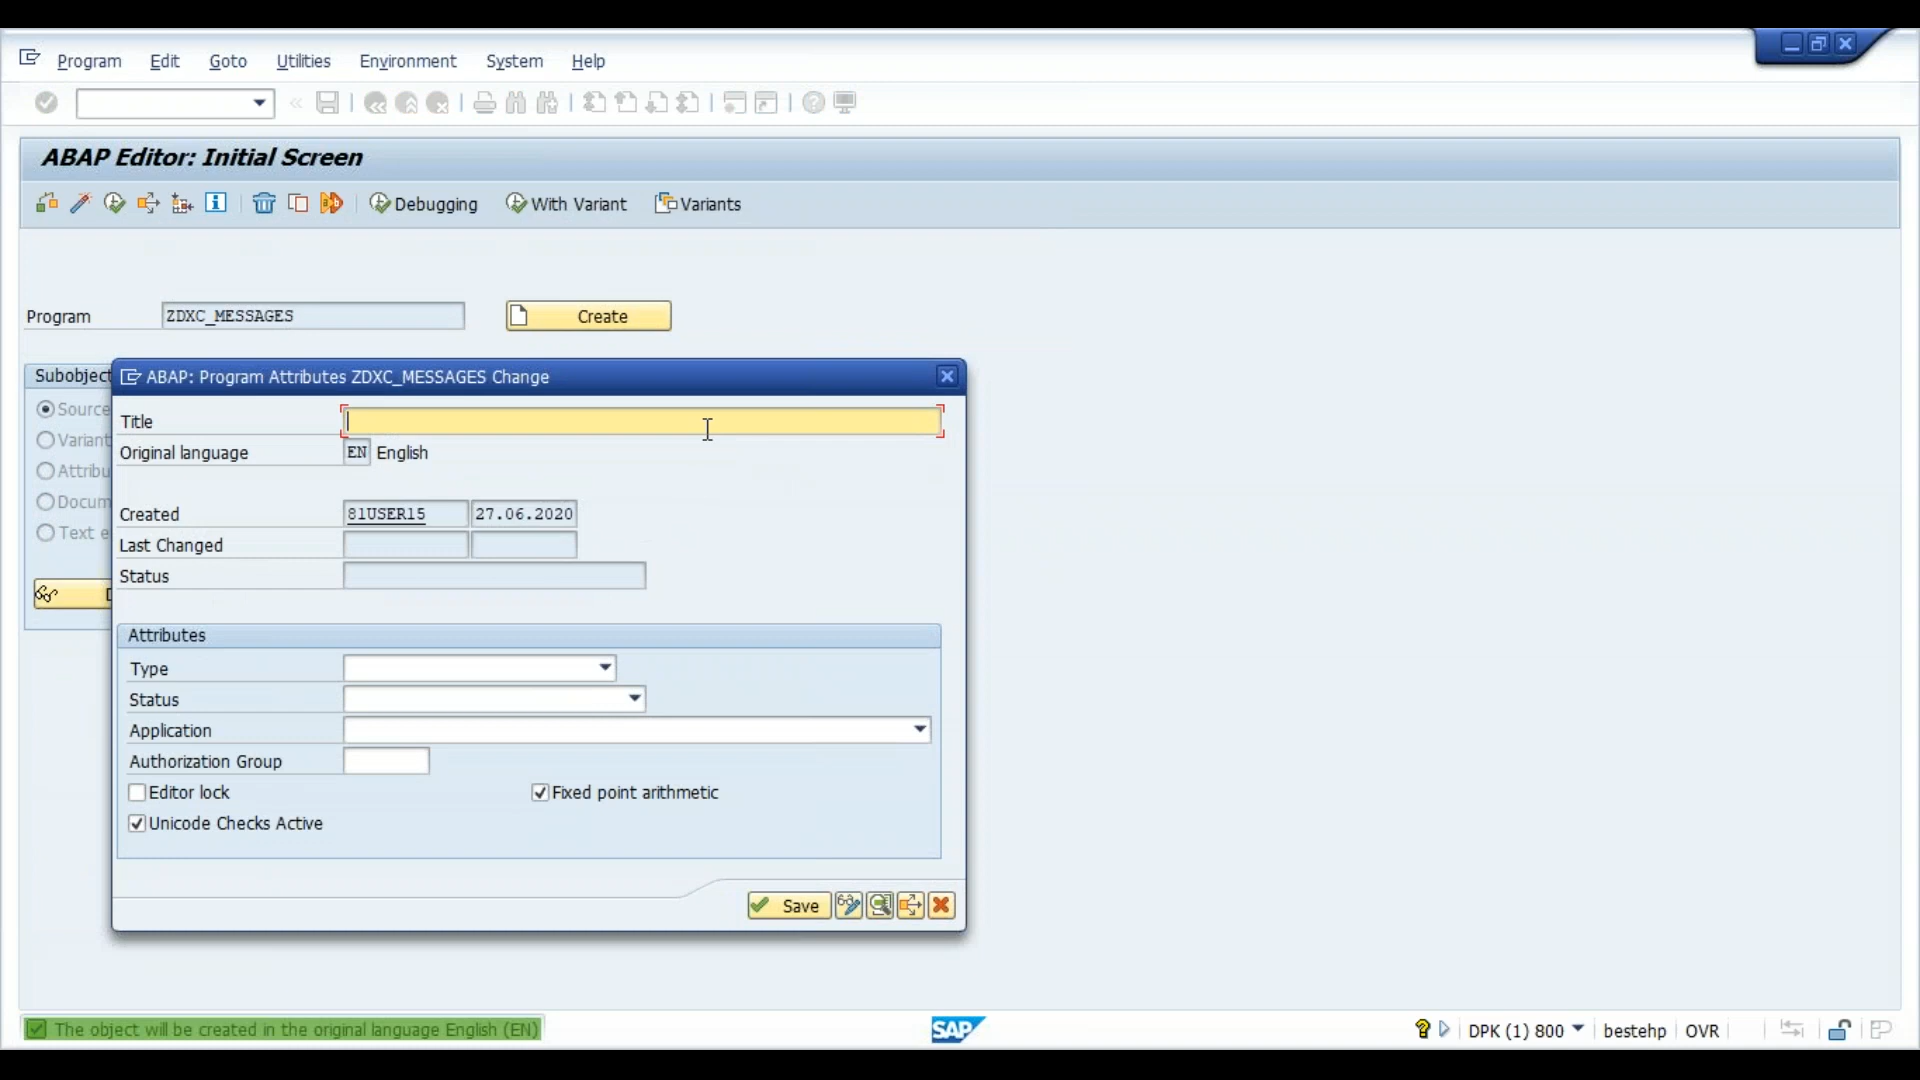 Program Edit Goto Utilities Environment System Help
ABAP Editor: Initial Screen
Debugging With Variant Variants
Program ZDXC_MESSAGES Create
Subobject
ABAP: Program Attributes ZDXC_MESSAGES Change
Source
Title
Variant
Original language EN English
Attribu
Docum
Created 81USER15 27.06.2020
Text e
Last Changed
Status
Attributes
Type
Status
Application
Authorization Group
Editor lock Fixed point arithmetic
Unicode Checks Active
Save
The object will be created in the original language English (EN)
SAP
DPK (1) 800 bestehp OVR